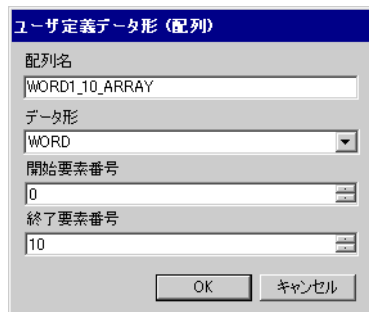 ユーザ定義データ形（配列）
配列名
WORD1_10_ARRAY
データ形
WORD
開始要素番号
0
終了要素番号
10
OK
キャンセル